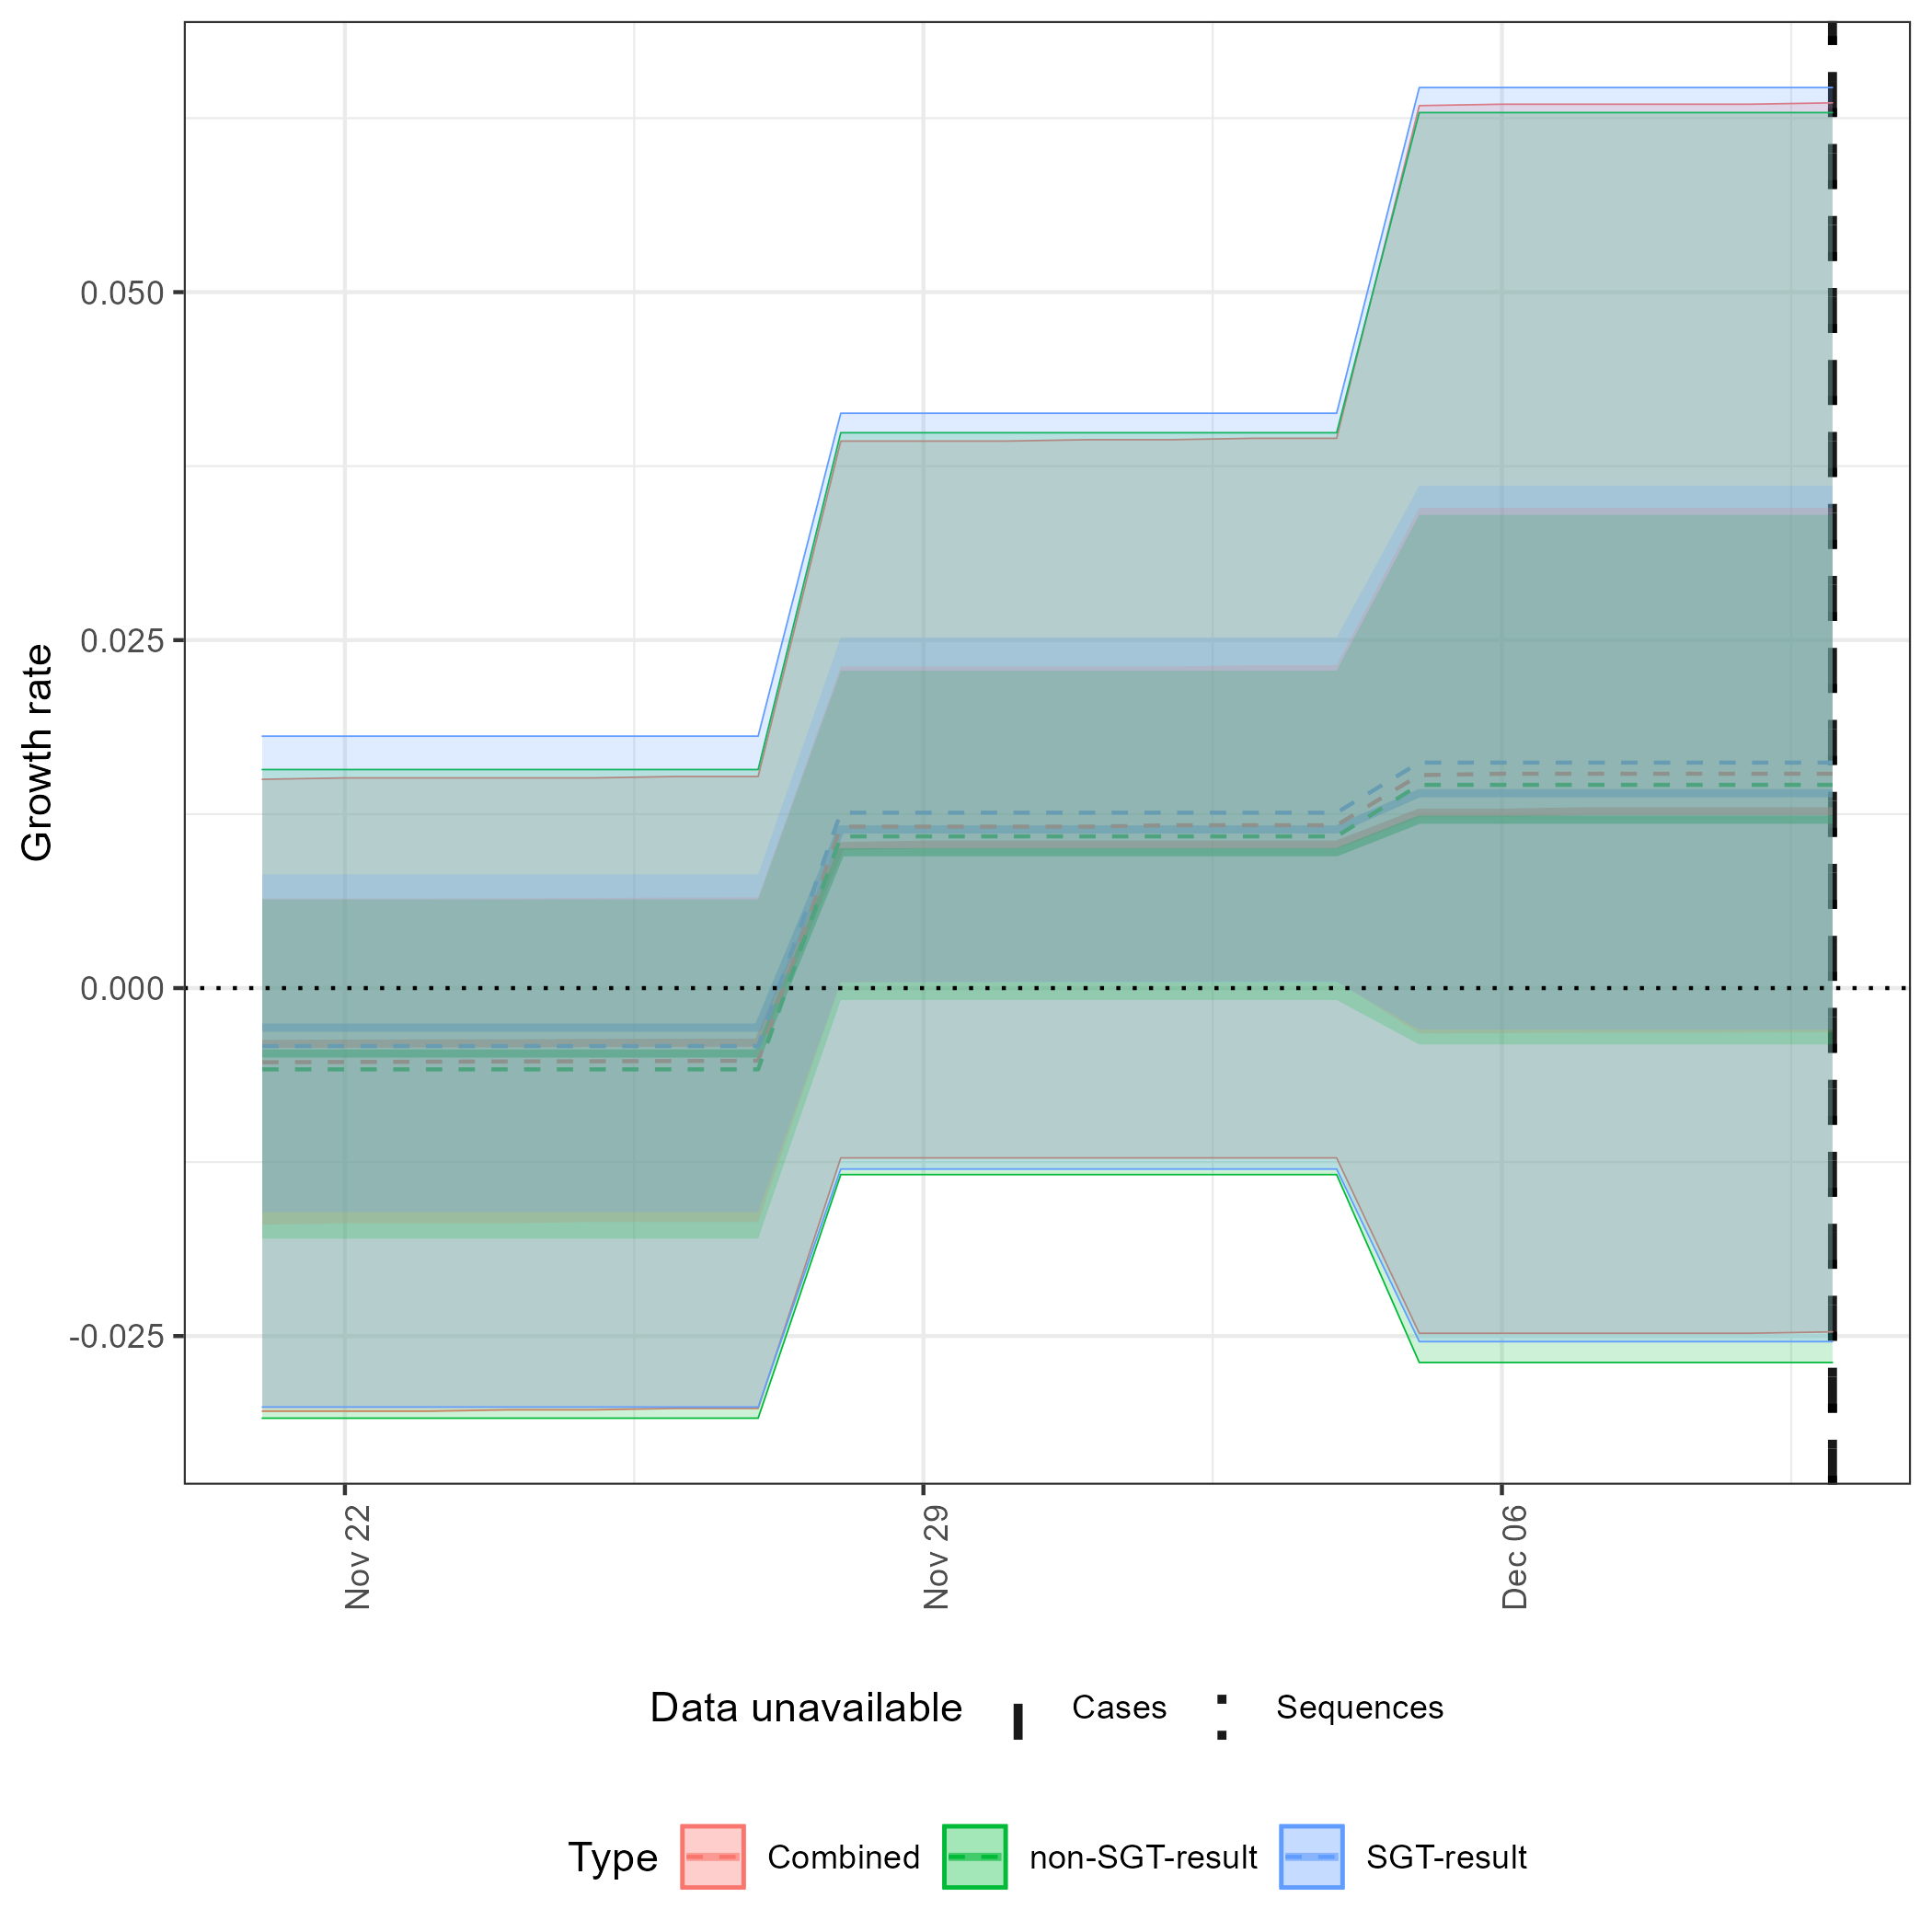 Growth rate
0.050
0.025
0.000
-0.025
Nov 22
Nov 29
Dec 06
Data unavailable Cases Sequences
Type Combined non-SGT-result SGT-result